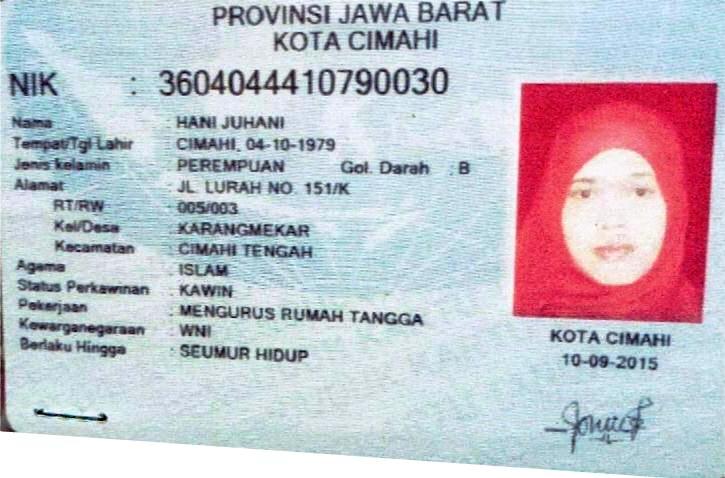 PROVINSI JAWA BARAT
KOTA CIMAHI
NIK : 3604044410790030
Nama : HANI JUHANI
Tempat/Tgl Lahir : CIMAHI, 04-10-1979
Jenis kelamin : PEREMPUAN Gol. Darah : B
Alamat : JL. LURAH NO. 151/K
RT/RW : 005/003
Kel/Desa : KARANGMEKAR
Kecamatan : CIMAHI TENGAH
Agama : ISLAM
Status Perkawinan : KAWIN
Pekerjaan : MENGURUS RUMAH TANGGA
Kewarganegaraan : WNI
Berlaku Hingga : SEUMUR HIDUP
KOTA CIMAHI
10-09-2015